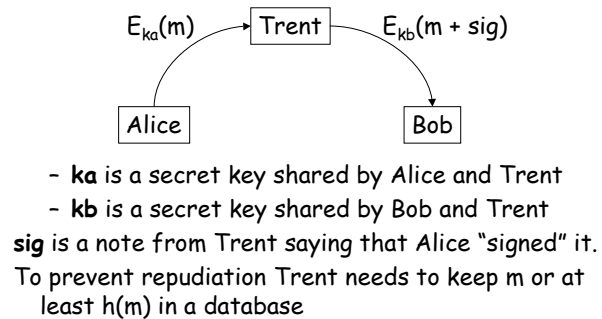 E_ka(m) Trent E_kb(m + sig)
Alice Bob
– ka is a secret key shared by Alice and Trent
– kb is a secret key shared by Bob and Trent
sig is a note from Trent saying that Alice “signed” it.
To prevent repudiation Trent needs to keep m or at
least h(m) in a database